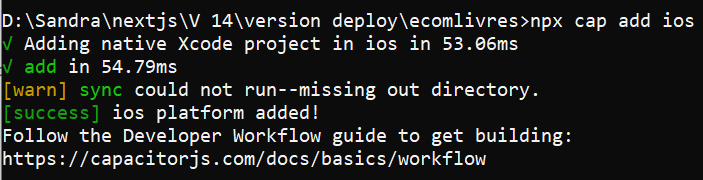 D:\Sandra\nextjs\V 14\version deploy\ecomlivres>npx cap add ios
√ Adding native Xcode project in ios in 53.06ms
√ add in 54.79ms
[warn] sync could not run--missing out directory.
[success] ios platform added!
Follow the Developer Workflow guide to get building:
https://capacitorjs.com/docs/basics/workflow